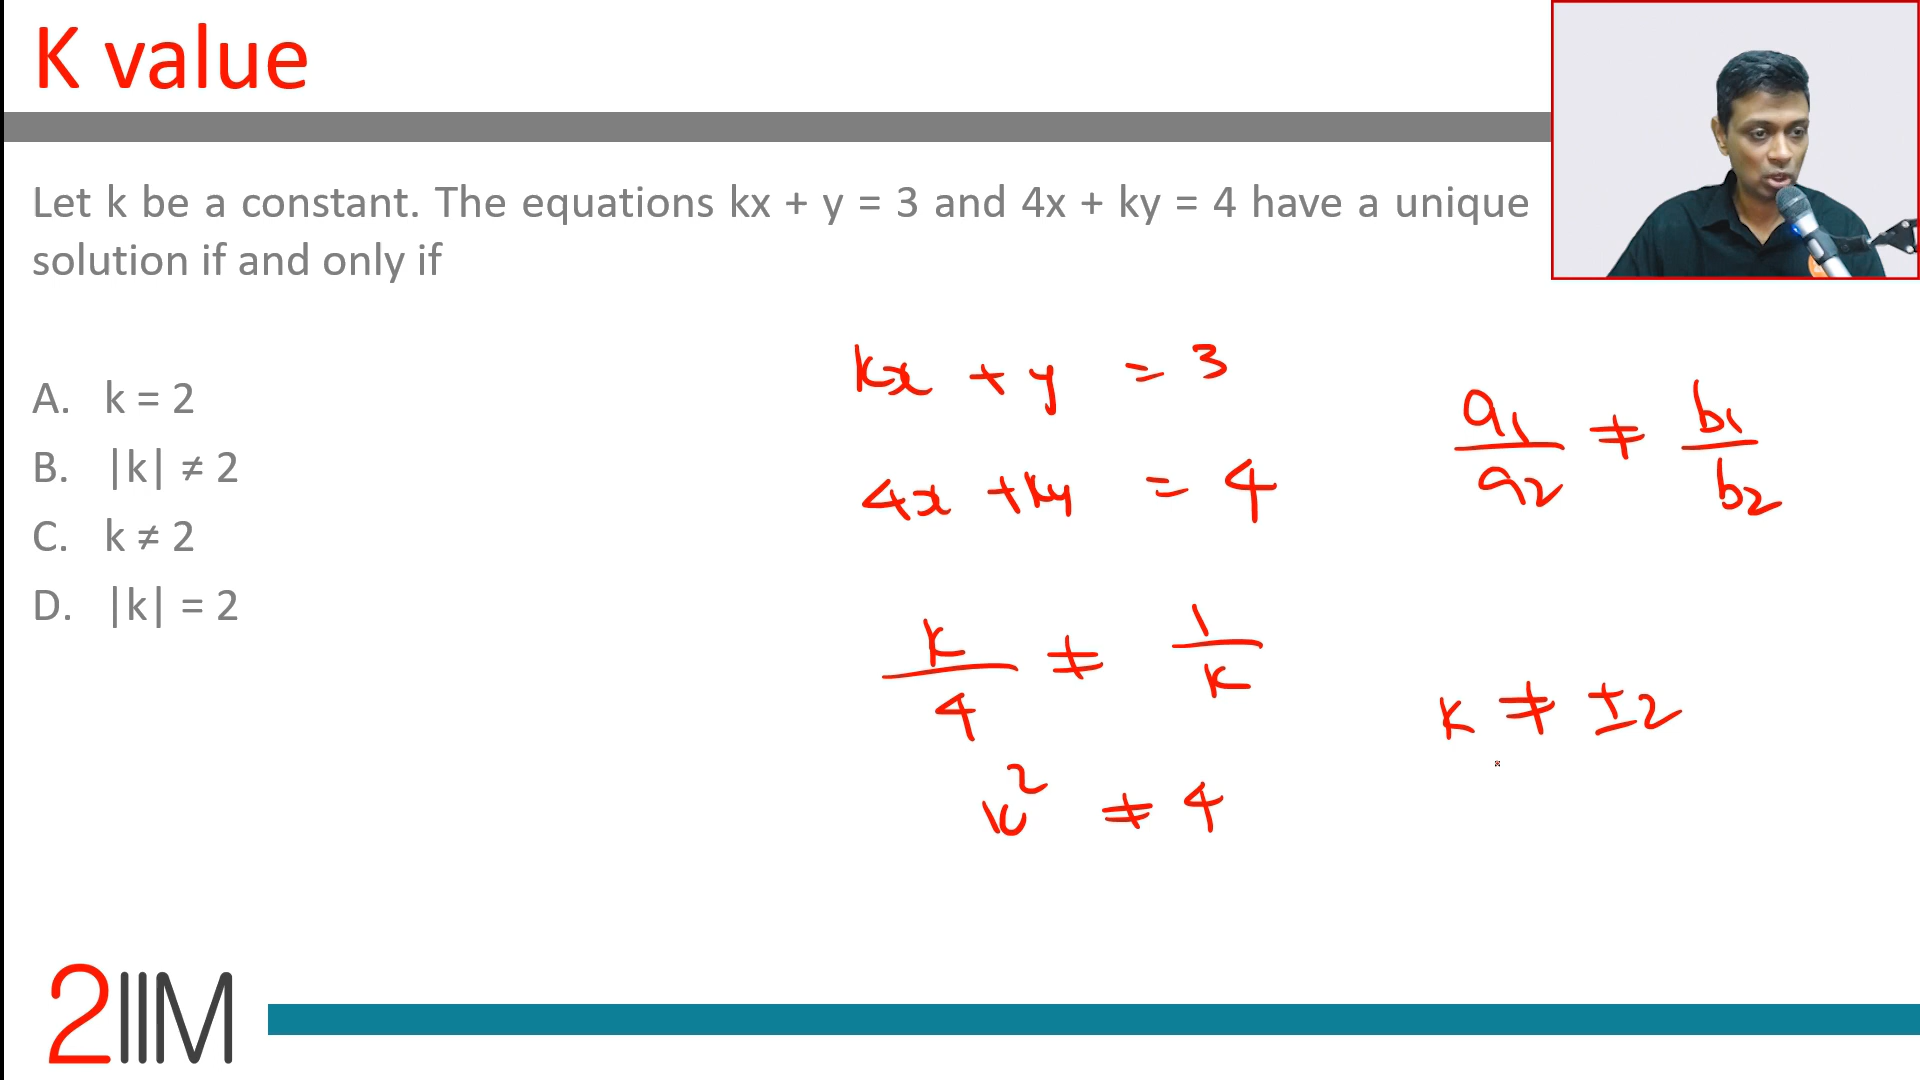 K value
Let k be a constant. The equations kx + y = 3 and 4x + ky = 4 have a unique
solution if and only if
A. k = 2
B. |k| ≠ 2
C. k ≠ 2
D. |k| = 2
kx + y = 3
4x + ky = 4
a1/a2 ≠ b1/b2
k/4 ≠ 1/k
k² ≠ 4
k ≠ ±2
2IIM